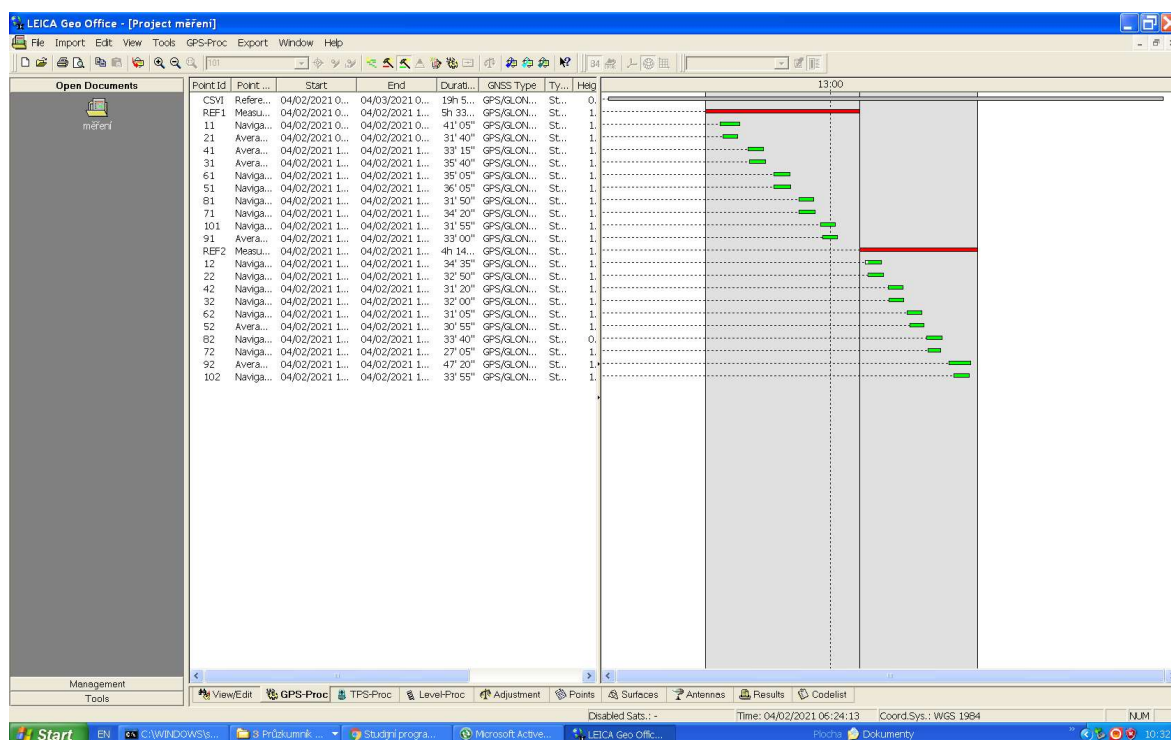 LEICA Geo Office - [Project měření]
File Import Edit View Tools GPS-Proc Export Window Help
101
84
Open Documents
měření
Point Id Point ... Start End Durati... GNSS Type Ty... Heig
13:00
CSVI Refere... 04/02/2021 0... 04/03/2021 0... 19h 5... GPS/GLON... St... 0.
REF1 Measu... 04/02/2021 0... 04/02/2021 1... 5h 33... GPS/GLON... St... 1.
11 Naviga... 04/02/2021 0... 04/02/2021 0... 41' 05" GPS/GLON... St... 1.
21 Avera... 04/02/2021 0... 04/02/2021 0... 31' 40" GPS/GLON... St... 1.
41 Avera... 04/02/2021 1... 04/02/2021 1... 33' 15" GPS/GLON... St... 1.
31 Avera... 04/02/2021 1... 04/02/2021 1... 35' 40" GPS/GLON... St... 1.
61 Naviga... 04/02/2021 1... 04/02/2021 1... 35' 05" GPS/GLON... St... 1.
51 Naviga... 04/02/2021 1... 04/02/2021 1... 36' 05" GPS/GLON... St... 1.
81 Naviga... 04/02/2021 1... 04/02/2021 1... 31' 50" GPS/GLON... St... 1.
71 Naviga... 04/02/2021 1... 04/02/2021 1... 34' 20" GPS/GLON... St... 1.
101 Naviga... 04/02/2021 1... 04/02/2021 1... 31' 55" GPS/GLON... St... 1.
91 Avera... 04/02/2021 1... 04/02/2021 1... 33' 00" GPS/GLON... St... 1.
REF2 Measu... 04/02/2021 1... 04/02/2021 1... 4h 14... GPS/GLON... St... 1.
12 Naviga... 04/02/2021 1... 04/02/2021 1... 34' 35" GPS/GLON... St... 1.
22 Naviga... 04/02/2021 1... 04/02/2021 1... 32' 50" GPS/GLON... St... 1.
42 Naviga... 04/02/2021 1... 04/02/2021 1... 31' 20" GPS/GLON... St... 1.
32 Naviga... 04/02/2021 1... 04/02/2021 1... 32' 00" GPS/GLON... St... 1.
62 Naviga... 04/02/2021 1... 04/02/2021 1... 31' 05" GPS/GLON... St... 1.
52 Avera... 04/02/2021 1... 04/02/2021 1... 30' 55" GPS/GLON... St... 1.
82 Naviga... 04/02/2021 1... 04/02/2021 1... 33' 40" GPS/GLON... St... 0.
72 Naviga... 04/02/2021 1... 04/02/2021 1... 27' 05" GPS/GLON... St... 1.
92 Avera... 04/02/2021 1... 04/02/2021 1... 47' 20" GPS/GLON... St... 1.
102 Naviga... 04/02/2021 1... 04/02/2021 1... 33' 55" GPS/GLON... St... 1.
Management
Tools
View/Edit GPS-Proc TPS-Proc Level-Proc Adjustment Points Surfaces Antennas Results Codelist
Disabled Sats.: - Time: 04/02/2021 06:24:13 Coord.Sys.: WGS 1984 NUM
Start EN C:\WINDOWS\s... 3 Průzkumník ... Studijní progra... Microsoft Active... LEICA Geo Offic... Plocha Dokumenty 10:32